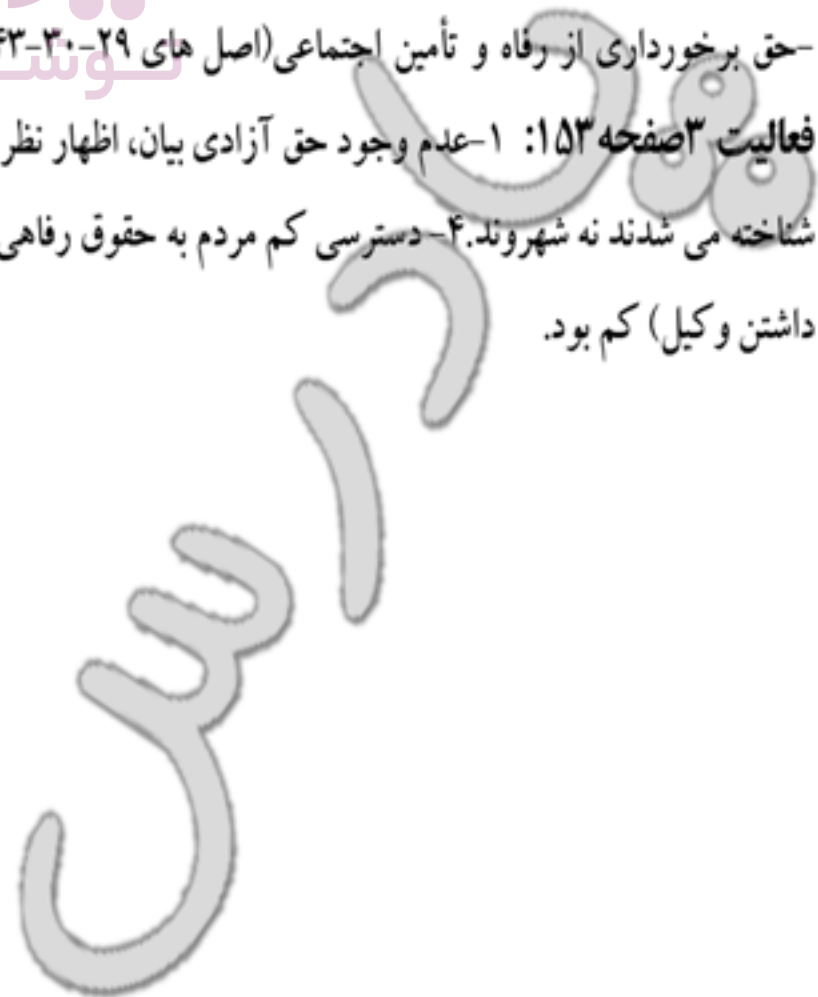 -حق برخورداری از رفاه و تأمین اجتماعی(اصل های ۲۹-۳۰-۴۳
فعالیت ۳صفحه۱۵۳: ۱-عدم وجود حق آزادی بیان، اظهار نظر
شناخته می شدند نه شهروند.۴-دسترسی کم مردم به حقوق رفاهی
داشتن وکیل) کم بود.